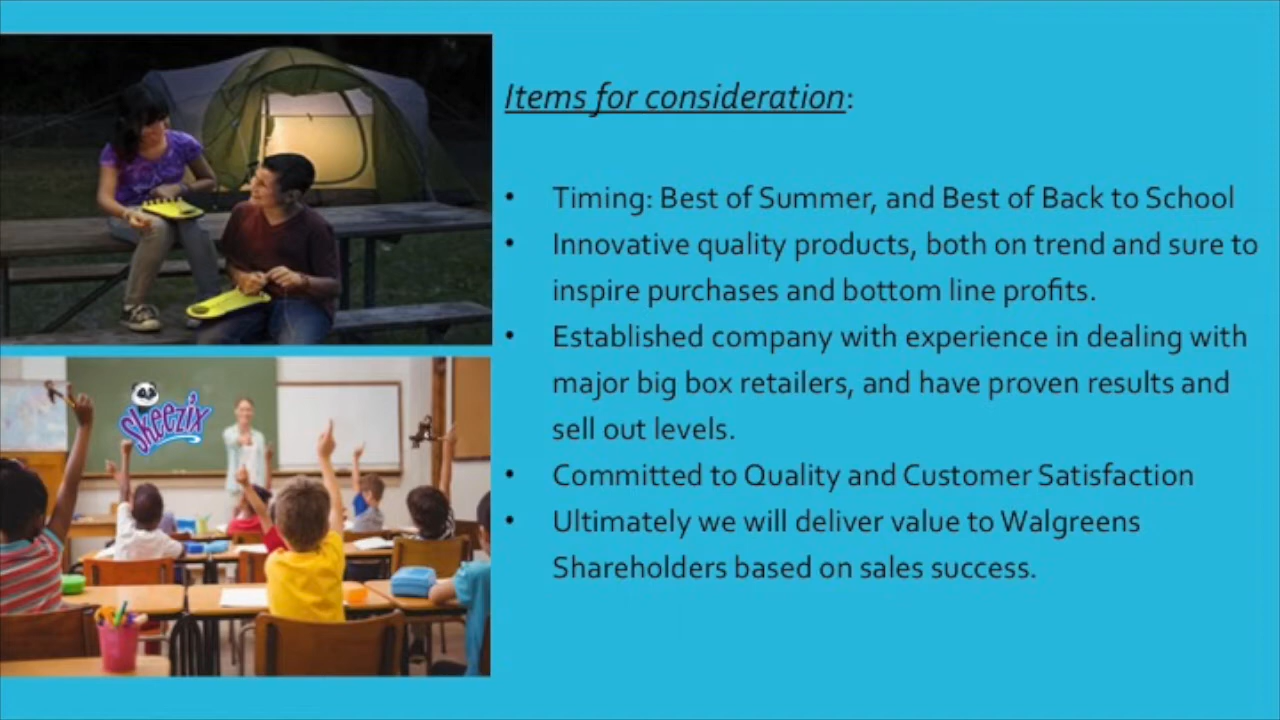 Items for consideration:
• Timing: Best of Summer, and Best of Back to School
• Innovative quality products, both on trend and sure to
inspire purchases and bottom line profits.
• Established company with experience in dealing with
major big box retailers, and have proven results and
sell out levels.
• Committed to Quality and Customer Satisfaction
• Ultimately we will deliver value to Walgreens
Shareholders based on sales success.
Skeezix